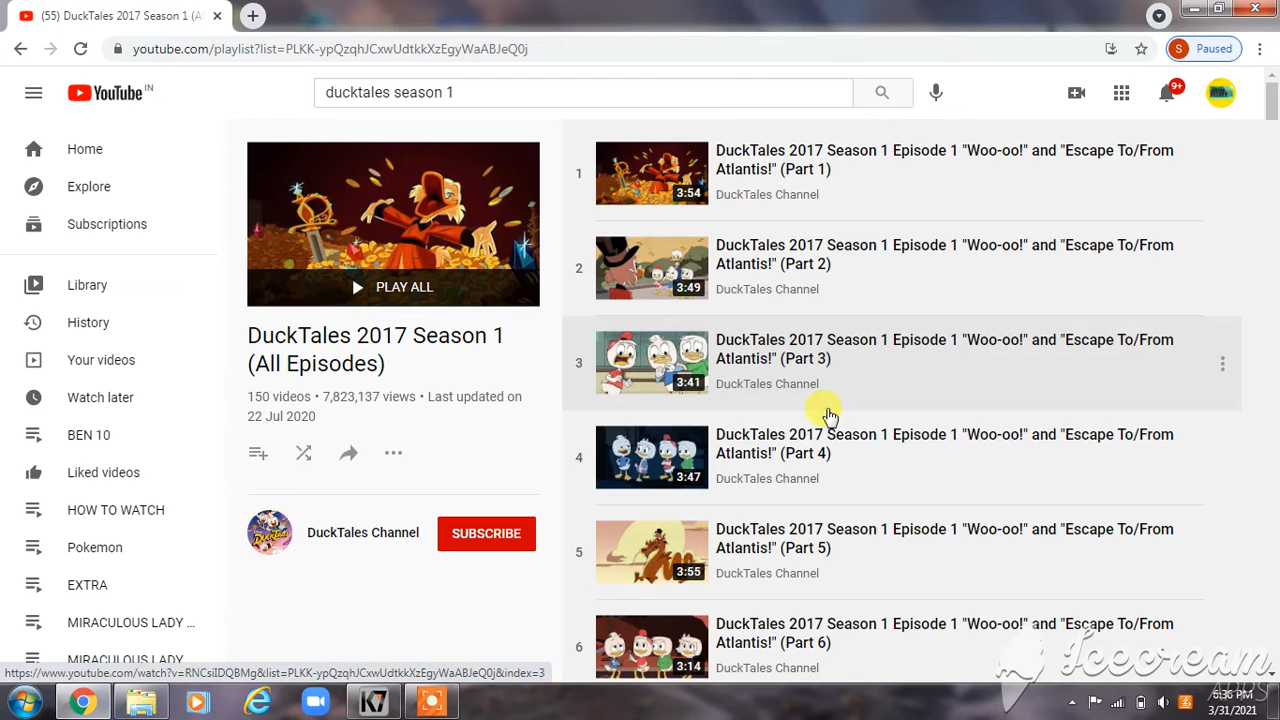 (55) DuckTales 2017 Season 1 (A
youtube.com/playlist?list=PLKK-ypQzqhJCxwUdtkkXzEgyWaABJeQ0j
S Paused
YouTube IN
ducktales season 1
9+
Home
Explore
Subscriptions
Library
History
Your videos
Watch later
BEN 10
Liked videos
HOW TO WATCH
Pokemon
EXTRA
MIRACULOUS LADY ...
MIRACULOUS LADY
PLAY ALL
DuckTales 2017 Season 1
(All Episodes)
150 videos • 7,823,137 views • Last updated on
22 Jul 2020
DuckTales Channel
SUBSCRIBE
1
3:54
DuckTales 2017 Season 1 Episode 1 "Woo-oo!" and "Escape To/From
Atlantis!" (Part 1)
DuckTales Channel
2
3:49
DuckTales 2017 Season 1 Episode 1 "Woo-oo!" and "Escape To/From
Atlantis!" (Part 2)
DuckTales Channel
3
3:41
DuckTales 2017 Season 1 Episode 1 "Woo-oo!" and "Escape To/From
Atlantis!" (Part 3)
DuckTales Channel
4
3:47
DuckTales 2017 Season 1 Episode 1 "Woo-oo!" and "Escape To/From
Atlantis!" (Part 4)
DuckTales Channel
5
3:55
DuckTales 2017 Season 1 Episode 1 "Woo-oo!" and "Escape To/From
Atlantis!" (Part 5)
DuckTales Channel
6
3:14
DuckTales 2017 Season 1 Episode 1 "Woo-oo!" and "Escape To/From
Atlantis!" (Part 6)
DuckTales Channel
https://www.youtube.com/watch?v=RNCsiIDQBMg&list=PLKK-ypQzqhJCxwUdtkkXzEgyWaABJeQ0j&index=3
Icecream
APPS
K7
6:36 PM
3/31/2021